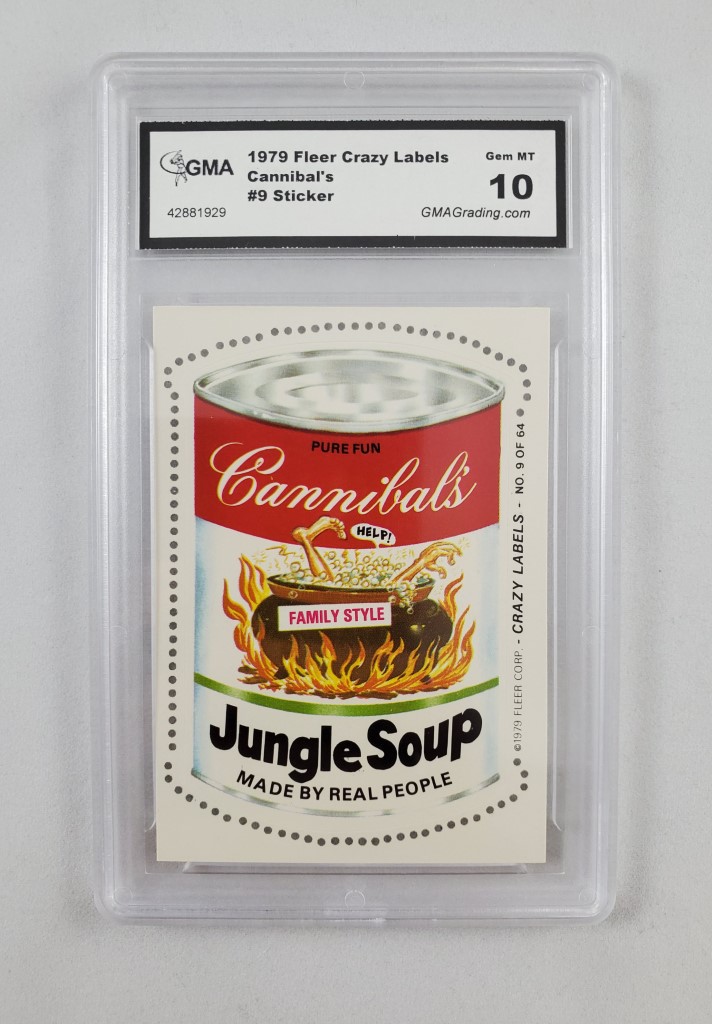 GMA
1979 Fleer Crazy Labels
Cannibal's
#9 Sticker
42881929
Gem MT
10
GMAGrading.com
PURE FUN
Cannibal's
HELP!
FAMILY STYLE
Jungle Soup
MADE BY REAL PEOPLE
©1979 FLEER CORP. - CRAZY LABELS - NO. 9 OF 64